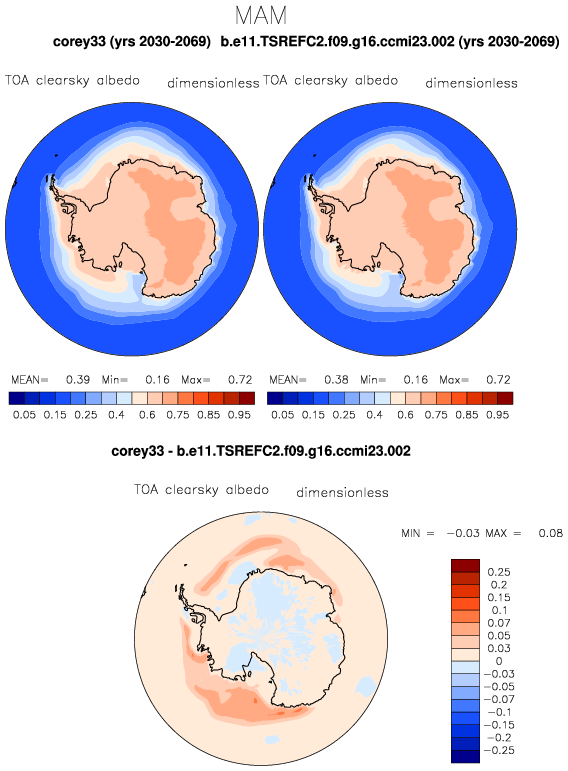 MAM
corey33 (yrs 2030-2069) b.e11.TSREFC2.f09.g16.ccmi23.002 (yrs 2030-2069)
TOA clearsky albedo dimensionless TOA clearsky albedo dimensionless
MEAN= 0.39 Min= 0.16 Max= 0.72 MEAN= 0.38 Min= 0.16 Max= 0.72
0.05 0.15 0.25 0.4 0.6 0.75 0.85 0.95 0.05 0.15 0.25 0.4 0.6 0.75 0.85 0.95
corey33 - b.e11.TSREFC2.f09.g16.ccmi23.002
TOA clearsky albedo dimensionless
MIN = -0.03 MAX = 0.08
0.25
0.2
0.15
0.1
0.07
0.05
0.03
0
-0.03
-0.05
-0.07
-0.1
-0.15
-0.2
-0.25